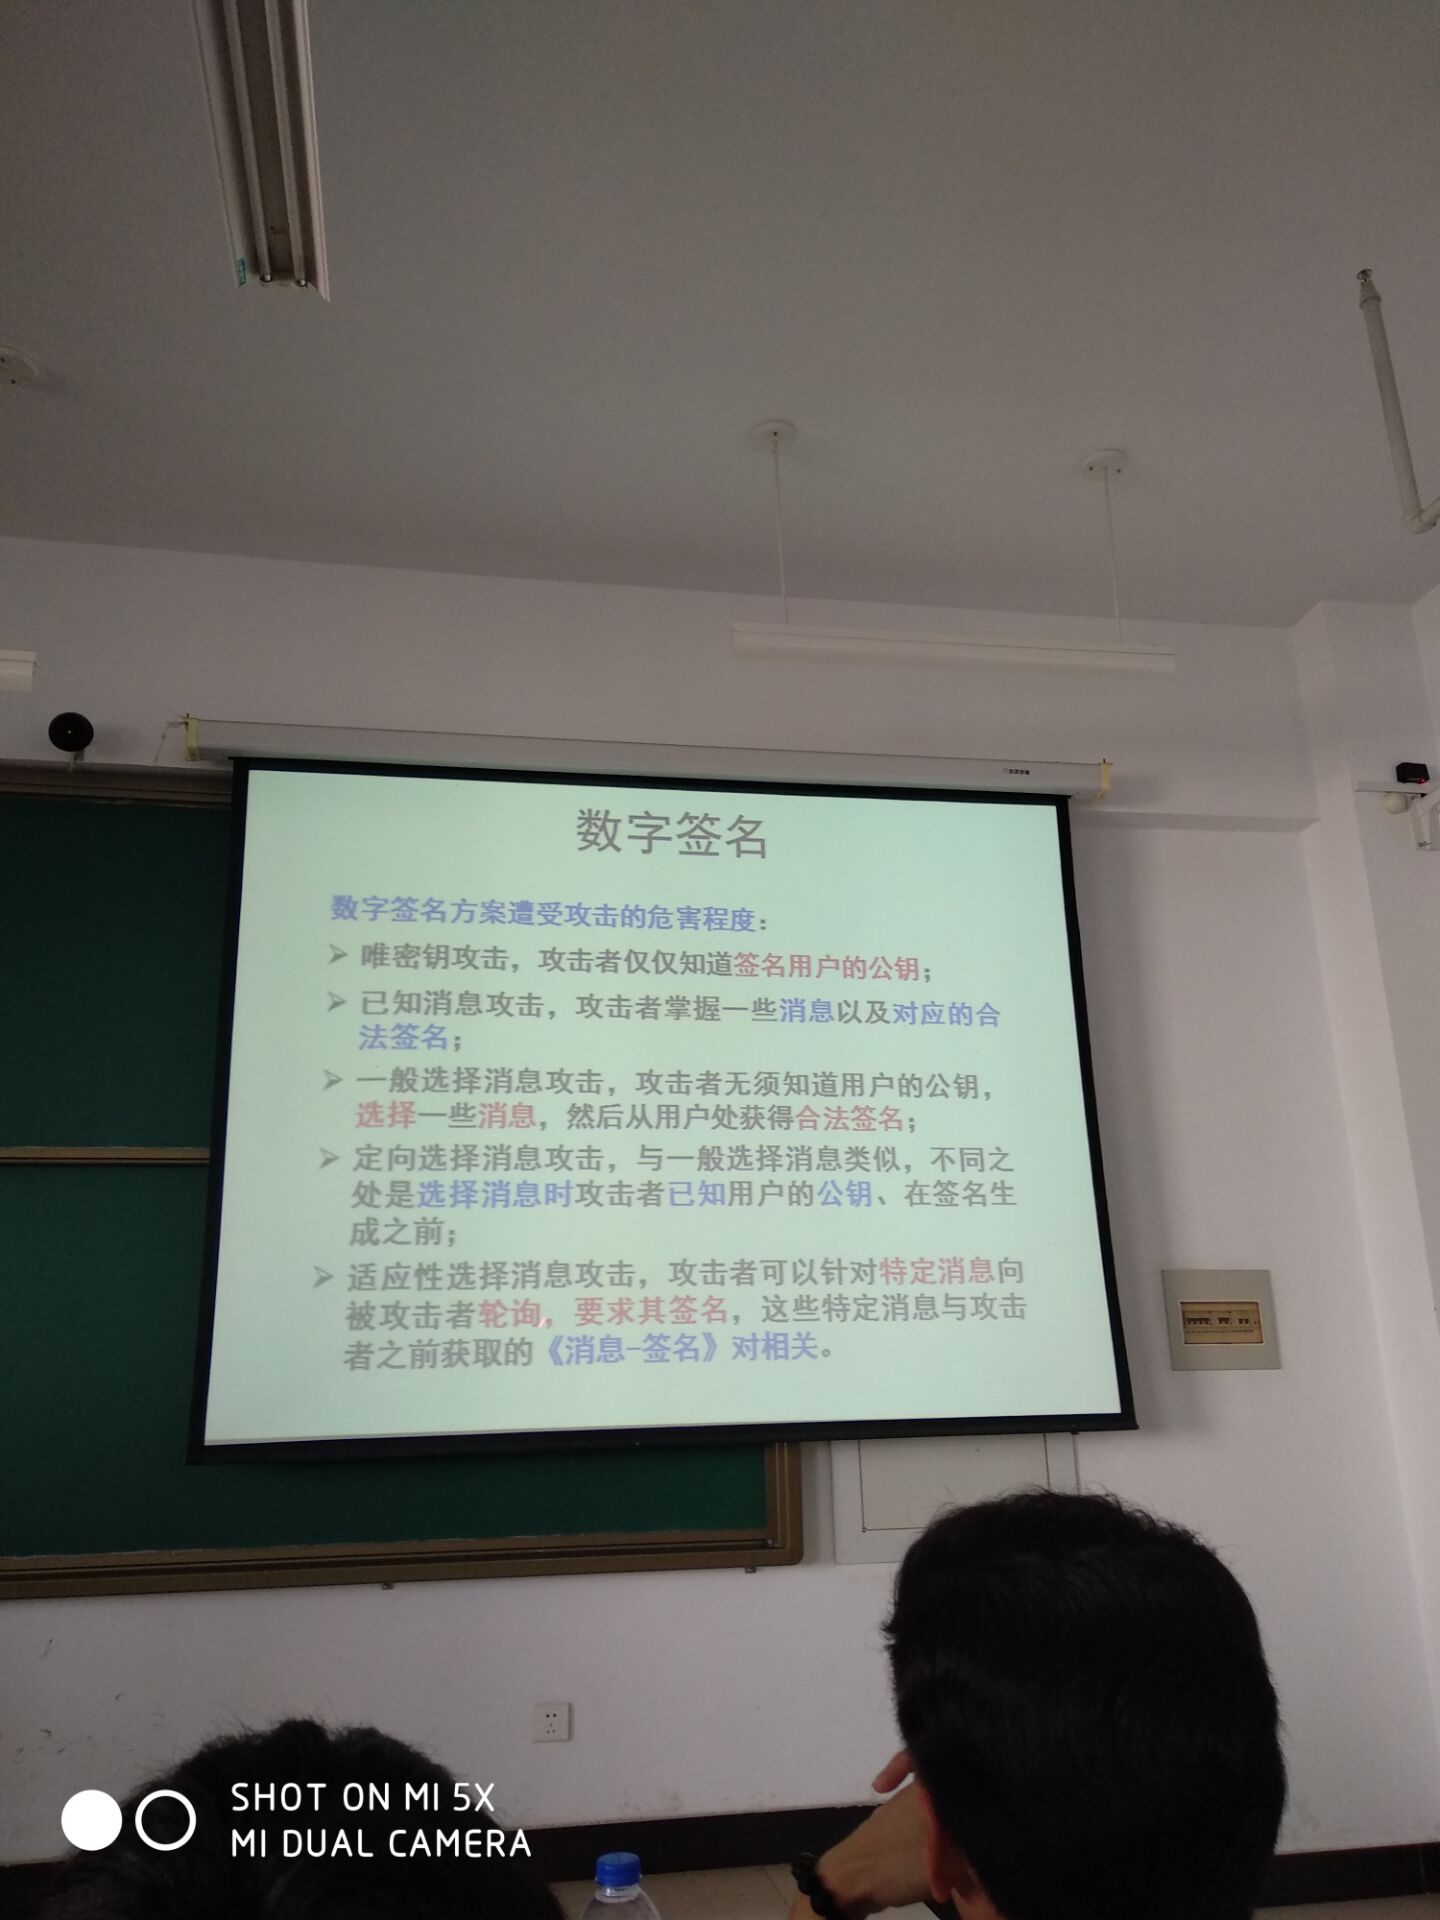 数字签名
数字签名方案遭受攻击的危害程度：
➢ 唯密钥攻击，攻击者仅仅知道签名用户的公钥；
➢ 已知消息攻击，攻击者掌握一些消息以及对应的合
法签名；
➢ 一般选择消息攻击，攻击者无须知道用户的公钥，
选择一些消息，然后从用户处获得合法签名；
➢ 定向选择消息攻击，与一般选择消息类似，不同之
处是选择消息时攻击者已知用户的公钥、在签名生
成之前；
➢ 适应性选择消息攻击，攻击者可以针对特定消息向
被攻击者轮询，要求其签名，这些特定消息与攻击
者之前获取的《消息-签名》对相关。
SHOT ON MI 5X
MI DUAL CAMERA